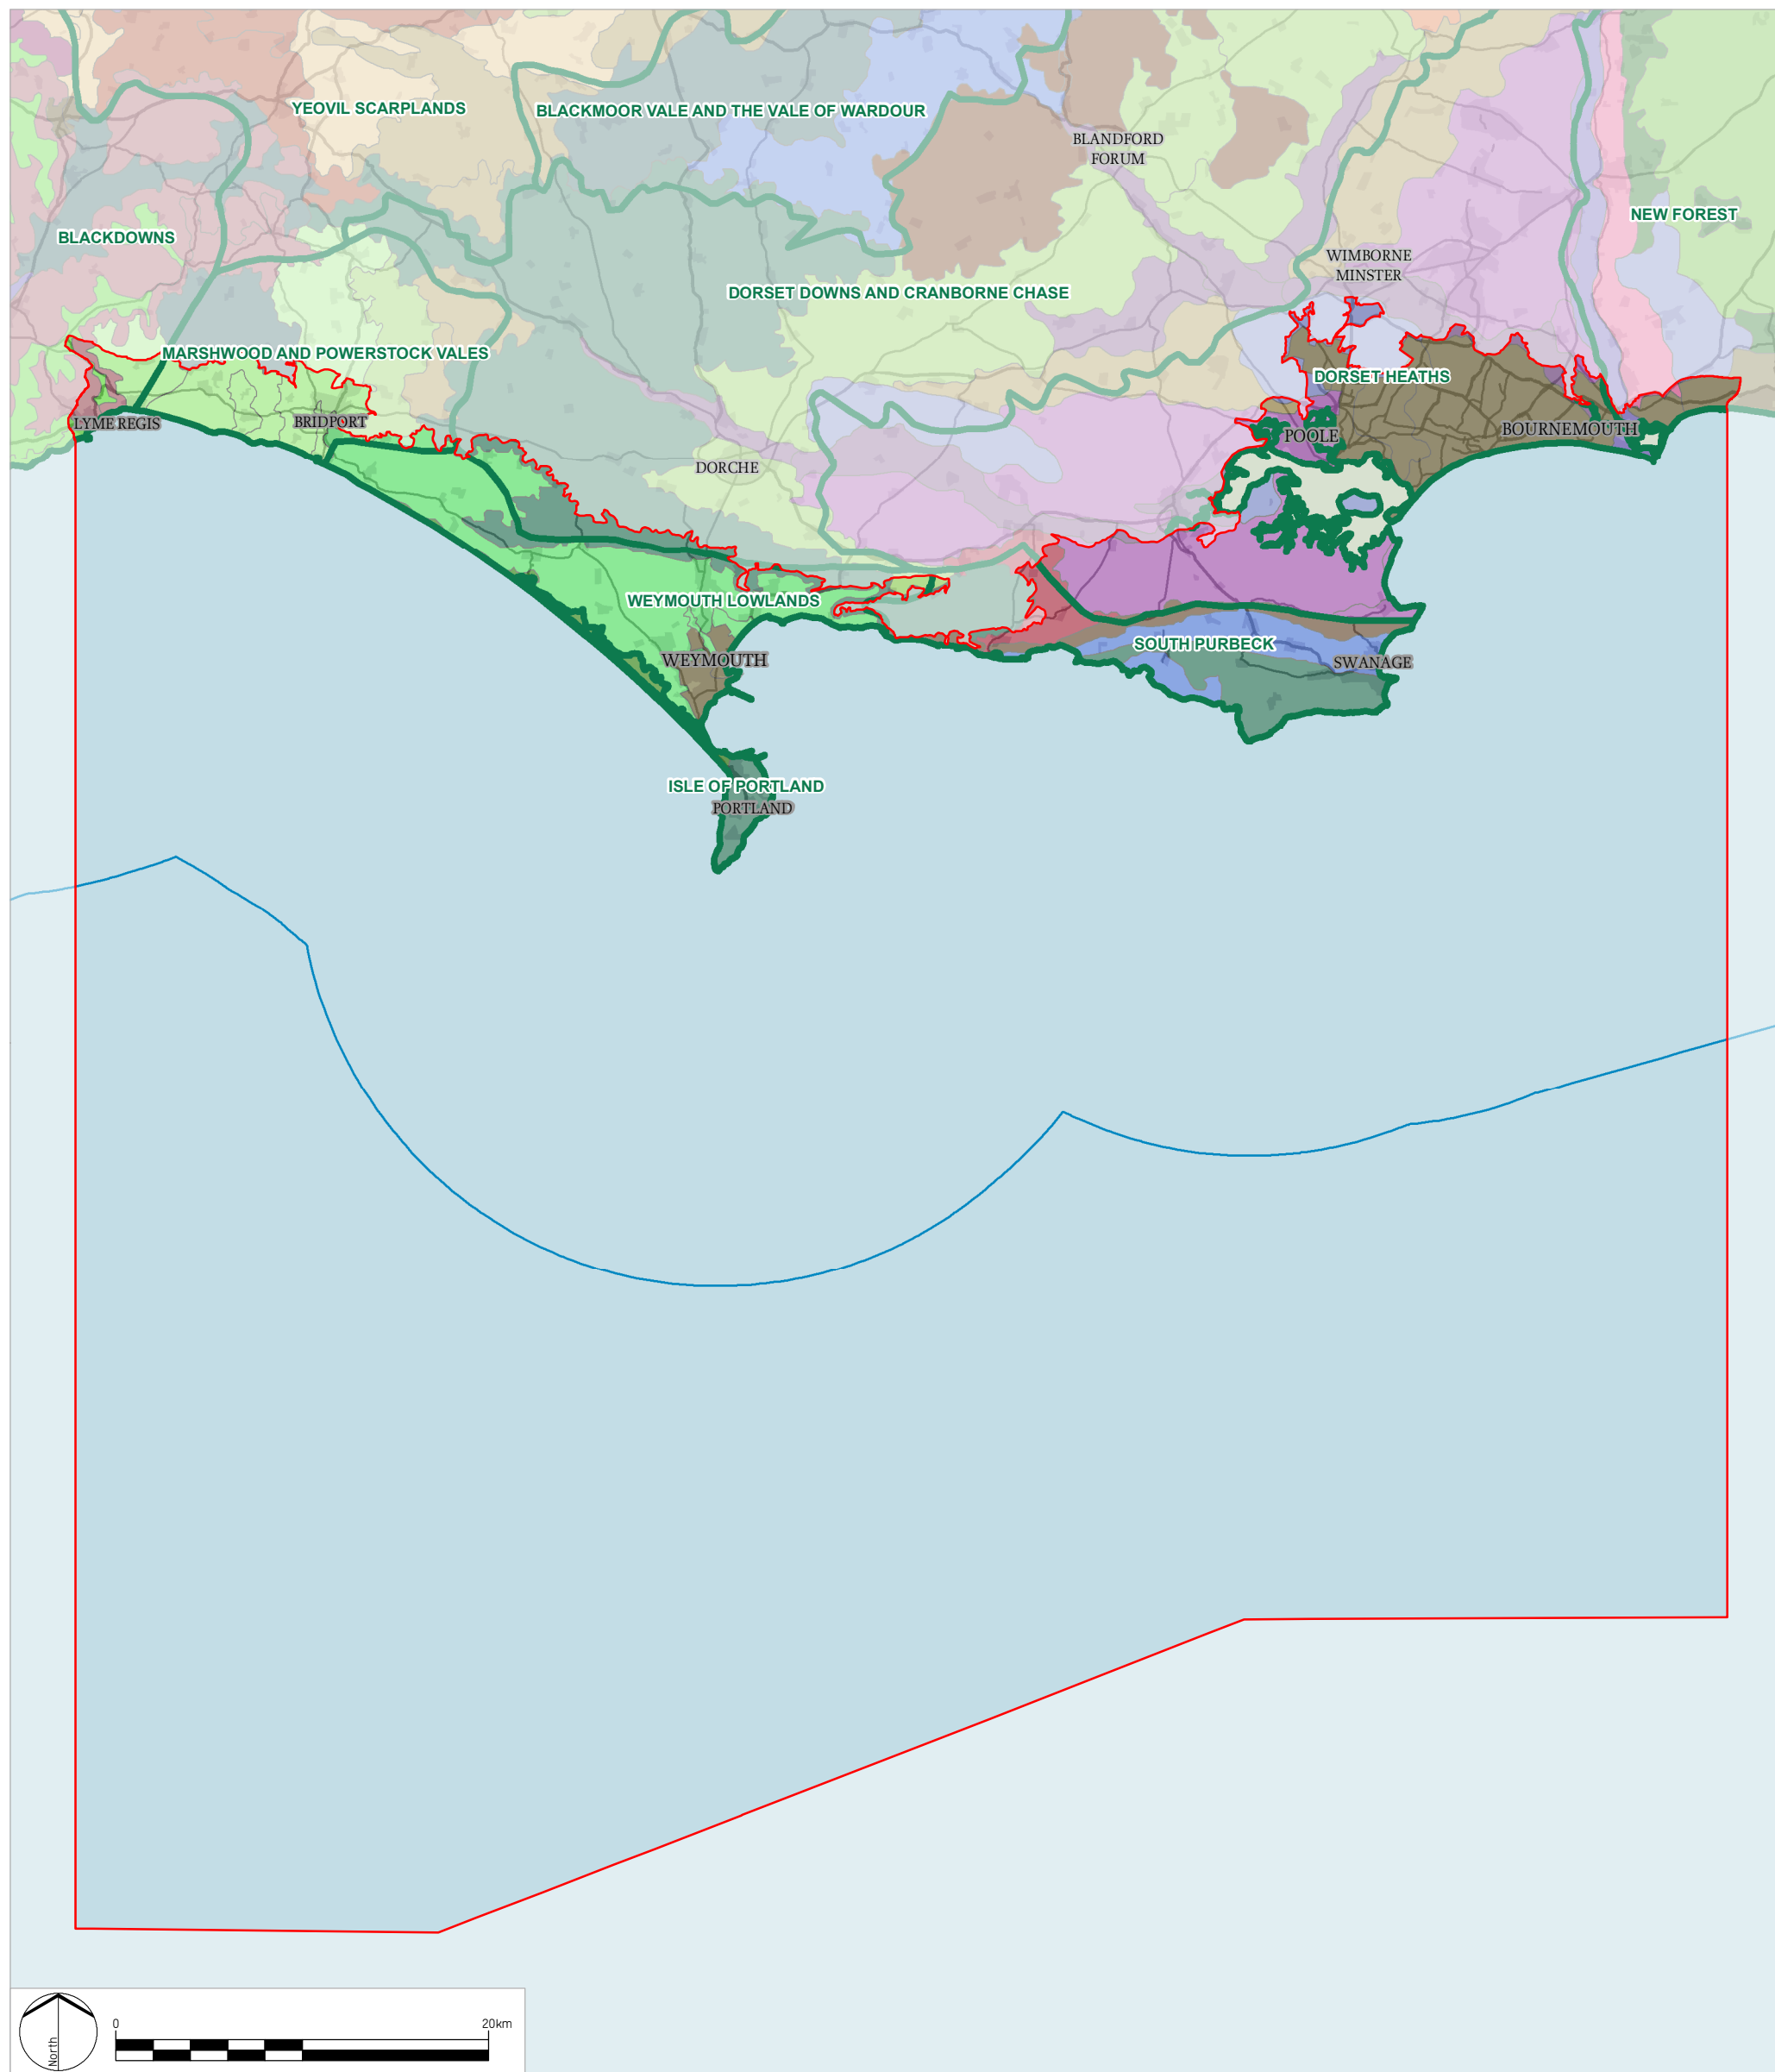 YEOVIL SCARPLANDS
BLACKMOOR VALE AND THE VALE OF WARDOUR
BLANDFORD
FORUM
NEW FOREST
BLACKDOWNS
WIMBORNE
MINSTER
DORSET DOWNS AND CRANBORNE CHASE
MARSHWOOD AND POWERSTOCK VALES
DORSET HEATHS
LYME REGIS
BRIDPORT
POOLE
BOURNEMOUTH
DORCHE
WEYMOUTH LOWLANDS
SOUTH PURBECK
WEYMOUTH
SWANAGE
ISLE OF PORTLAND
PORTLAND
North
0
20km